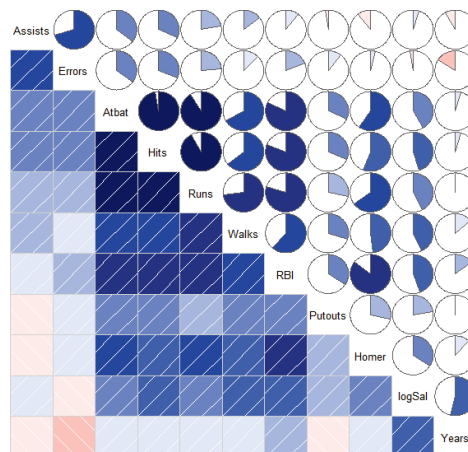 Assists
Errors
Atbat
Hits
Runs
Walks
RBI
Putouts
Homer
logSal
Years